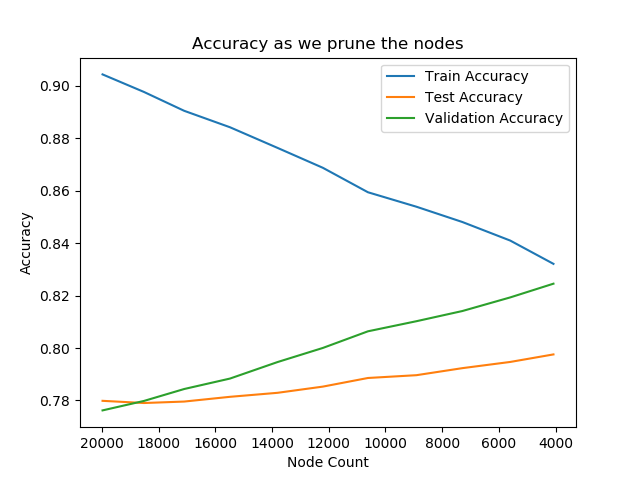 Accuracy as we prune the nodes
Train Accuracy
Test Accuracy
Validation Accuracy
0.90
0.88
0.86
0.84
0.82
0.80
0.78
Accuracy
20000 18000 16000 14000 12000 10000 8000 6000 4000
Node Count